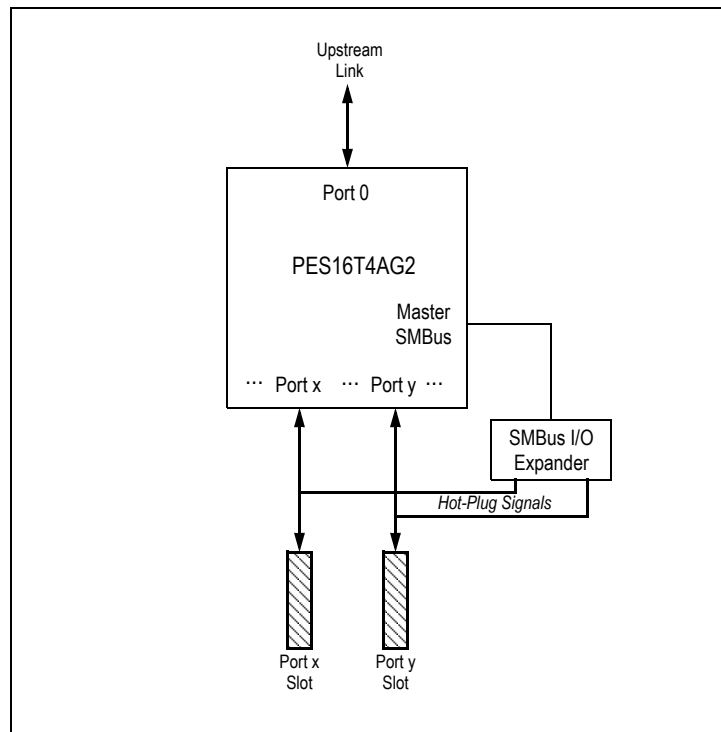 Upstream
Link
Port 0
PES16T4AG2
Master
SMBus
··· Port x ··· Port y ···
SMBus I/O
Expander
Hot-Plug Signals
Port x
Slot
Port y
Slot